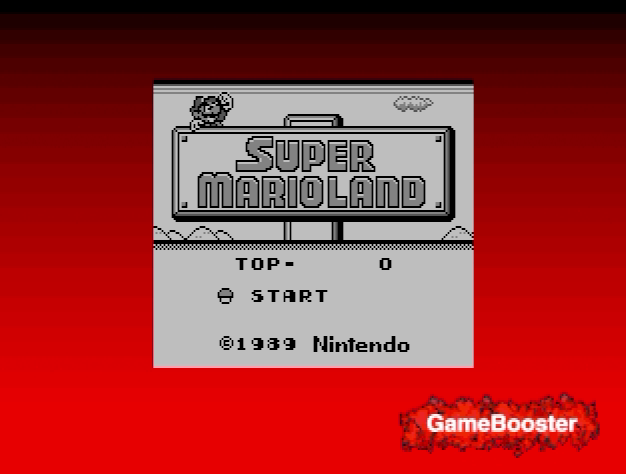 SUPER
MARIOLAND
TOP- 0
START
©1989 Nintendo
GameBooster